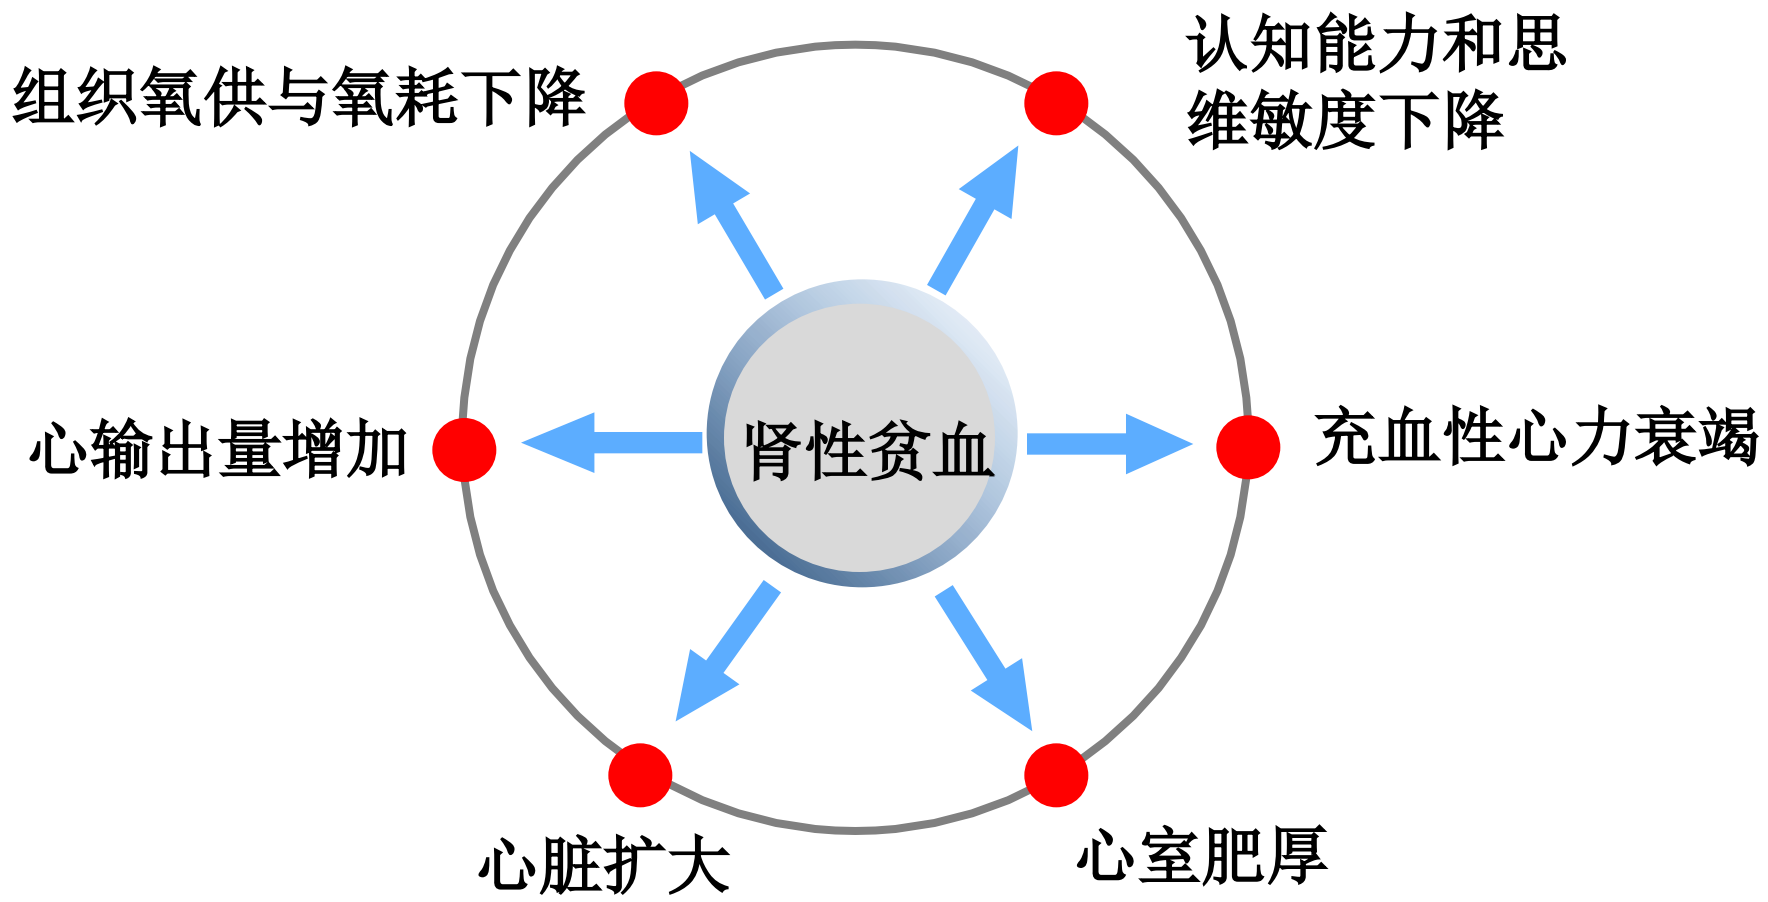 组织氧供与氧耗下降
认知能力和思
维敏度下降
心输出量增加
肾性贫血
充血性心力衰竭
心脏扩大
心室肥厚